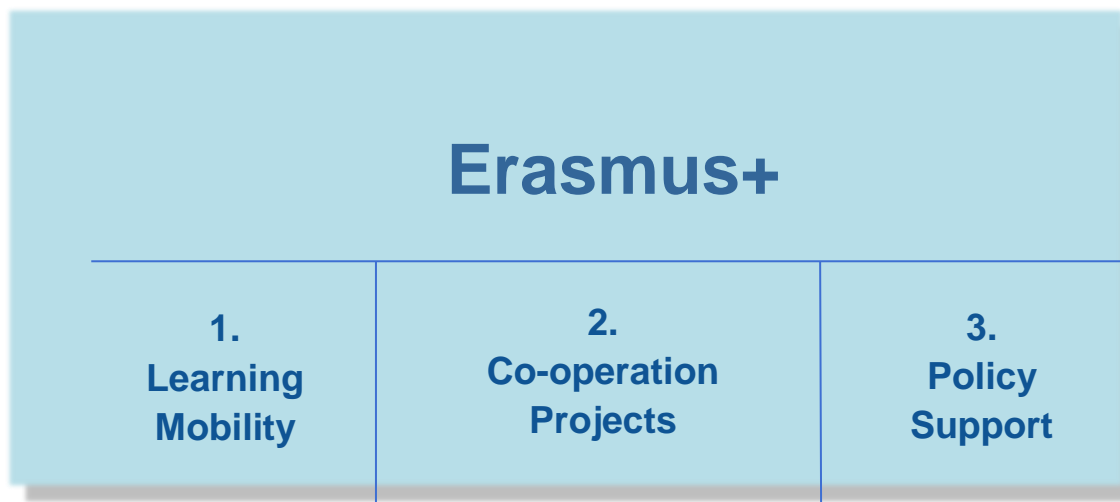 Erasmus+
1.
Learning
Mobility
2.
Co-operation
Projects
3.
Policy
Support